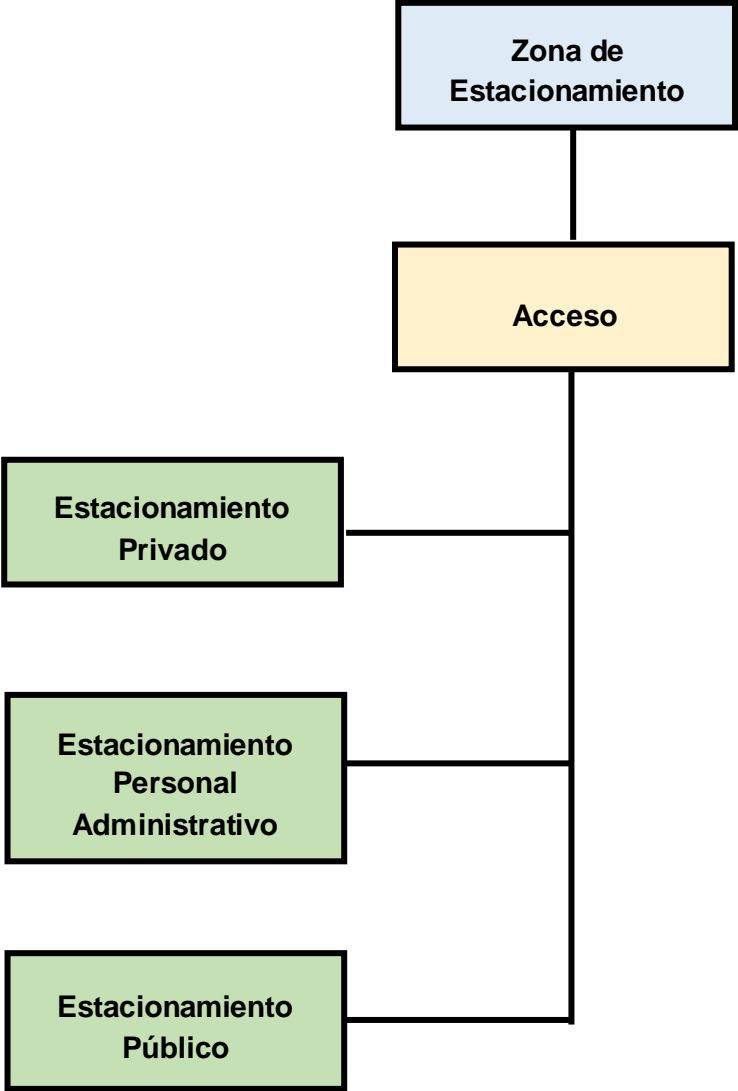 Zona de
Estacionamiento
Acceso
Estacionamiento
Privado
Estacionamiento
Personal
Administrativo
Estacionamiento
Público